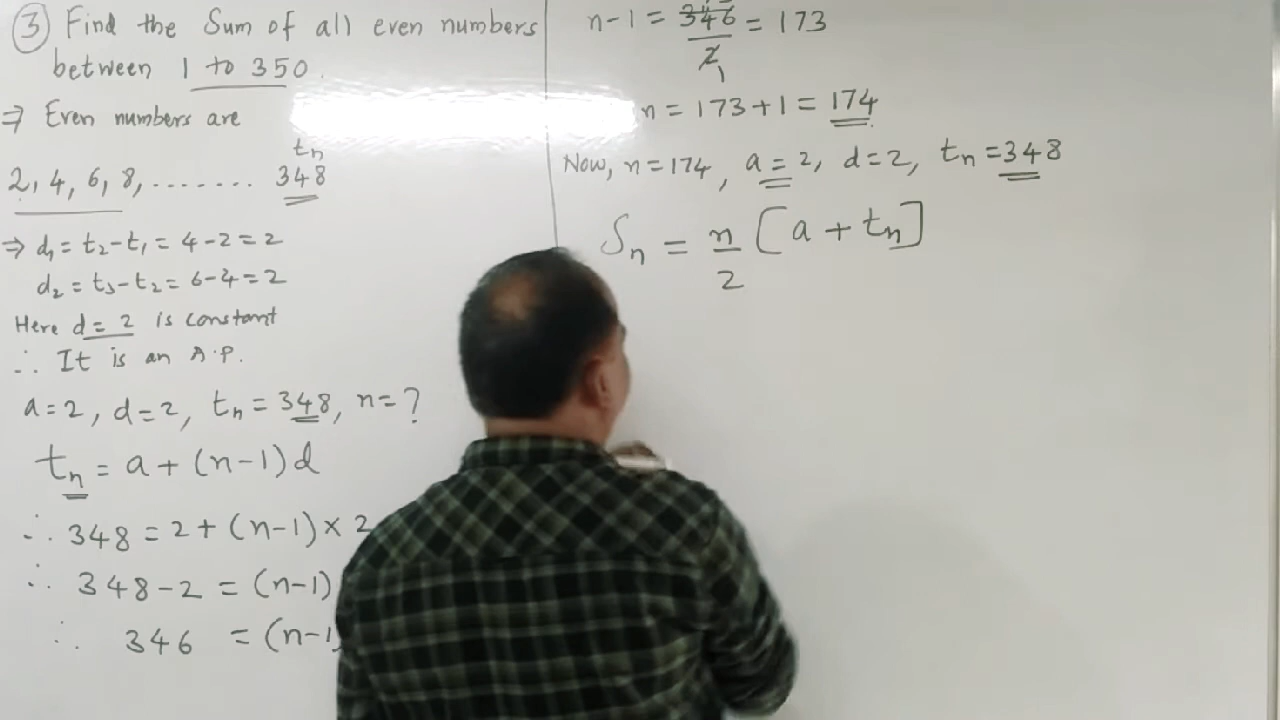 ③ Find the Sum of all even numbers
between 1 to 350.
⇒ Even numbers are
tn
2, 4, 6, 8, ........ 348
⇒ d₁ = t₂-t₁ = 4-2 = 2
d₂ = t₃-t₂ = 6-4 = 2
Here d = 2 is constant
∴ It is an A.P.
a = 2, d = 2, tn = 348, n = ?
tn = a + (n-1) d
∴ 348 = 2 + (n-1) × 2
∴ 348-2 = (n-1)
∴ 346 = (n-1
n-1 = 346/2 = 173
1
n = 173+1 = 174
Now, n = 174, a = 2, d = 2, tn = 348
Sn = n/2 [a + tn]